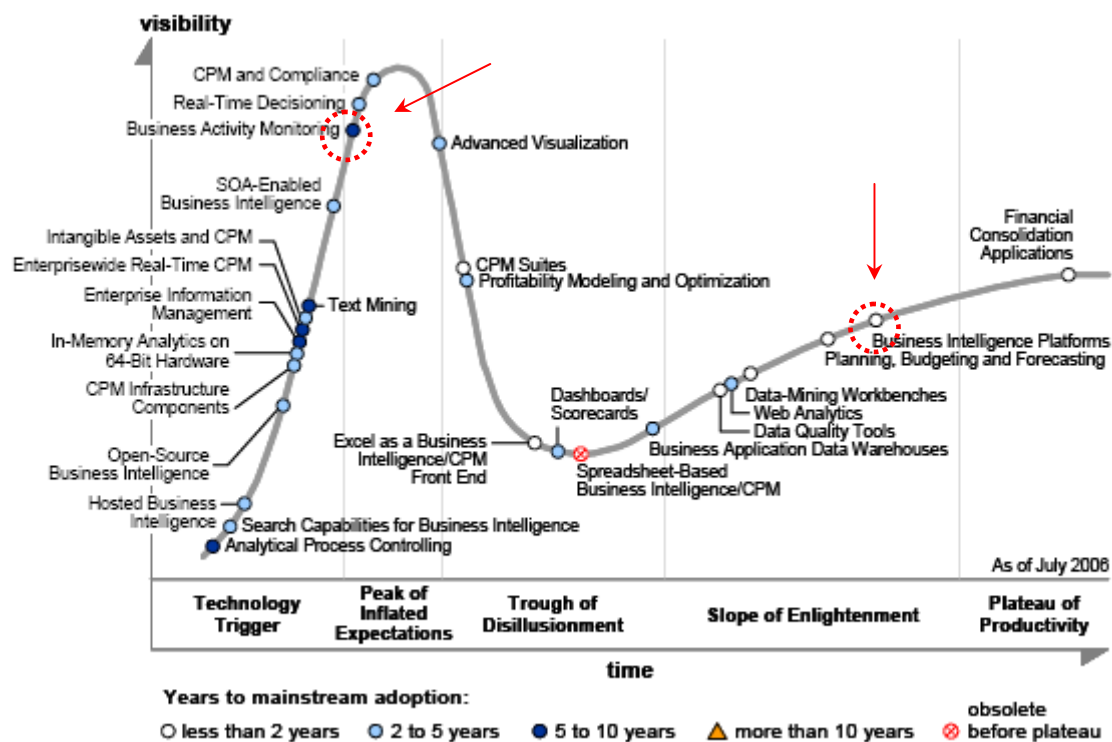 visibility
CPM and Compliance
Real-Time Decisioning
Business Activity Monitoring
Advanced Visualization
SOA-Enabled
Business Intelligence
Intangible Assets and CPM
Enterprisewide Real-Time CPM
Enterprise Information
Management
Text Mining
In-Memory Analytics on
64-Bit Hardware
CPM Infrastructure
Components
Open-Source
Business Intelligence
Hosted Business
Intelligence
Search Capabilities for Business Intelligence
Analytical Process Controlling
CPM Suites
Profitability Modeling and Optimization
Excel as a Business
Intelligence/CPM
Front End
Dashboards/
Scorecards
Spreadsheet-Based
Business Intelligence/CPM
Business Application Data Warehouses
Data Quality Tools
Web Analytics
Data-Mining Workbenches
Planning, Budgeting and Forecasting
Business Intelligence Platforms
Financial
Consolidation
Applications
As of July 2006
Technology
Trigger
Peak of
Inflated
Expectations
Trough of
Disillusionment
Slope of Enlightenment
Plateau of
Productivity
time
Years to mainstream adoption:
less than 2 years
2 to 5 years
5 to 10 years
more than 10 years
obsolete
before plateau